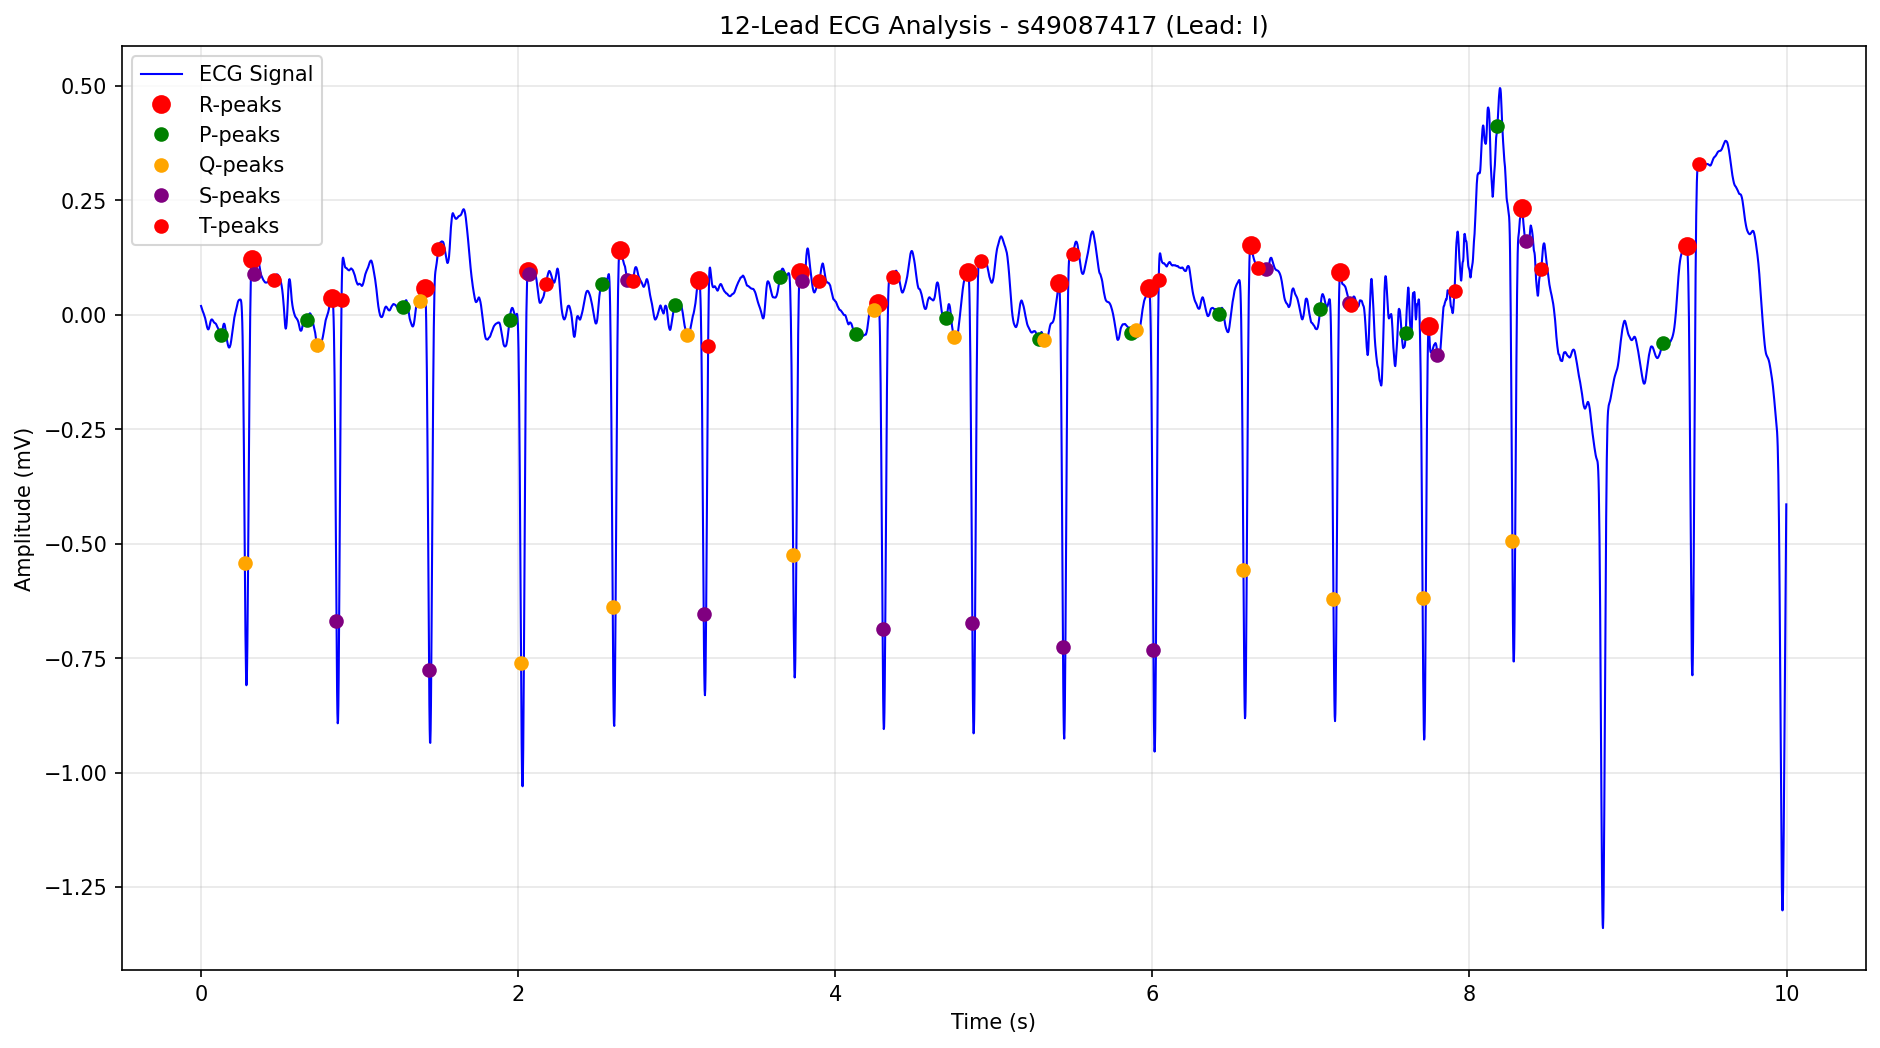 12-Lead ECG Analysis - s49087417 (Lead: I)
ECG Signal
R-peaks
P-peaks
Q-peaks
S-peaks
T-peaks
Amplitude (mV)
0.50
0.25
0.00
−0.25
−0.50
−0.75
−1.00
−1.25
0
2
4
6
8
10
Time (s)